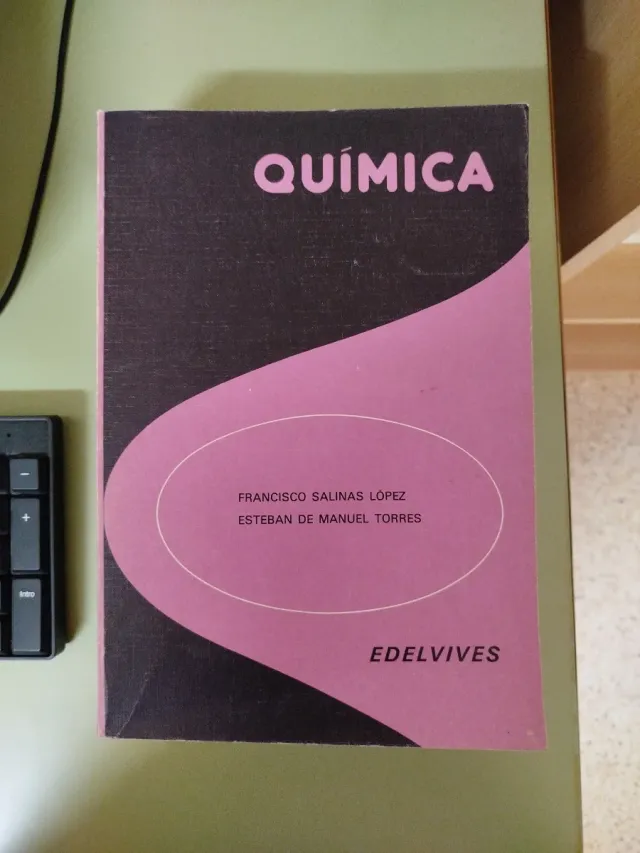 QUÍMICA
FRANCISCO SALINAS LÓPEZ
ESTEBAN DE MANUEL TORRES
EDELVIVES
−
+
Intro